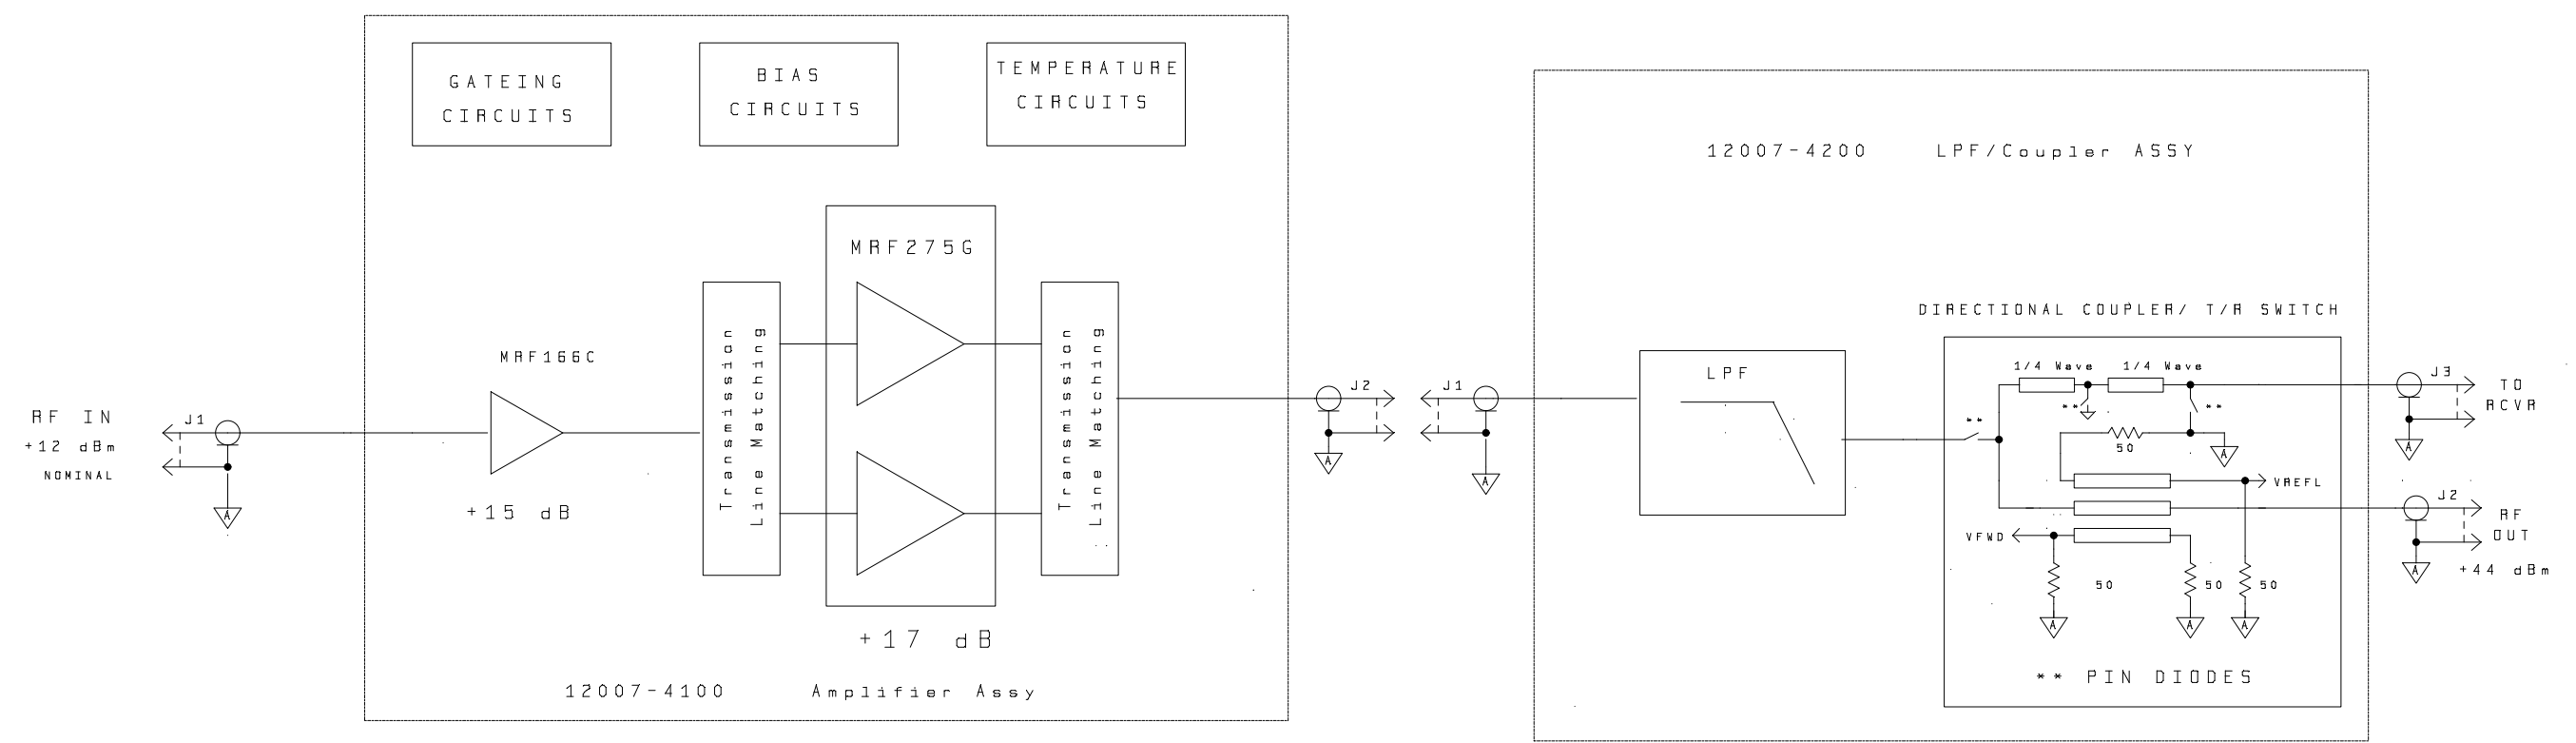 GATEING
CIRCUITS
BIAS
CIRCUITS
TEMPERATURE
CIRCUITS
12007-4200 LPF/Coupler ASSY
MRF275G
DIRECTIONAL COUPLER/ T/R SWITCH
MRF166C
Transmission
Line Matching
Transmission
Line Matching
LPF
1/4 Wave
1/4 Wave
J2
J1
J3
TO
RCVR
RF IN
+12 dBm
NOMINAL
J1
**
**
**
50
A
A
A
A
A
VREFL
J2
RF
OUT
+44 dBm
+15 dB
A
VFWD
A
50
50
50
A
A
A
+17 dB
** PIN DIODES
12007-4100 Amplifier Assy